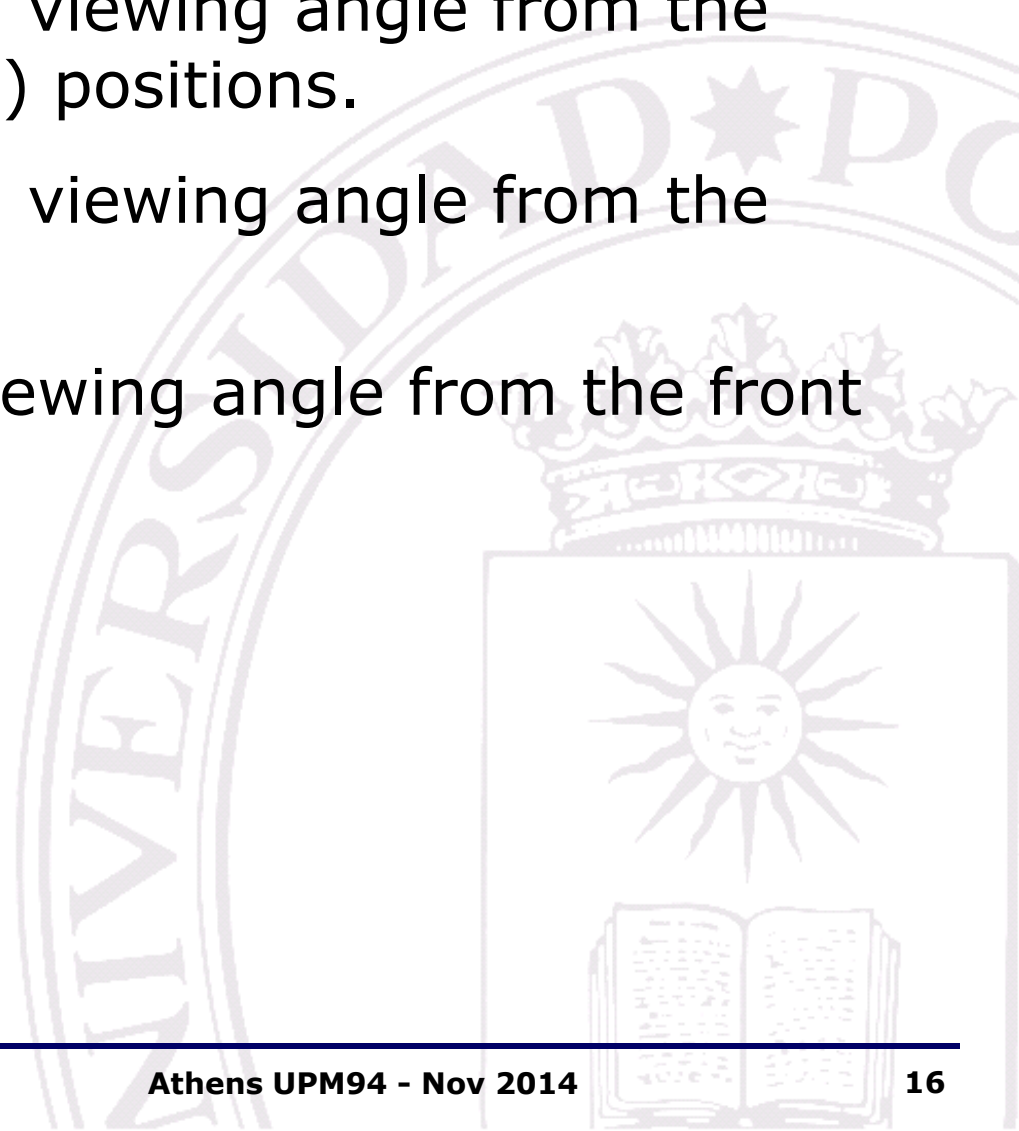 viewing angle from the
) positions.
viewing angle from the
ewing angle from the front
Athens UPM94 - Nov 2014 16